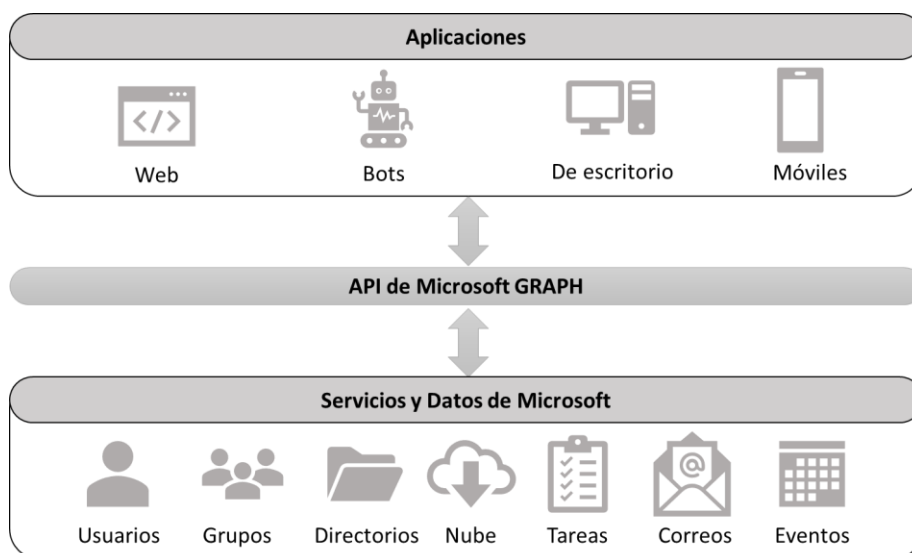 Aplicaciones
</>
Web Bots De escritorio Móviles
API de Microsoft GRAPH
Servicios y Datos de Microsoft
@
Usuarios Grupos Directorios Nube Tareas Correos Eventos